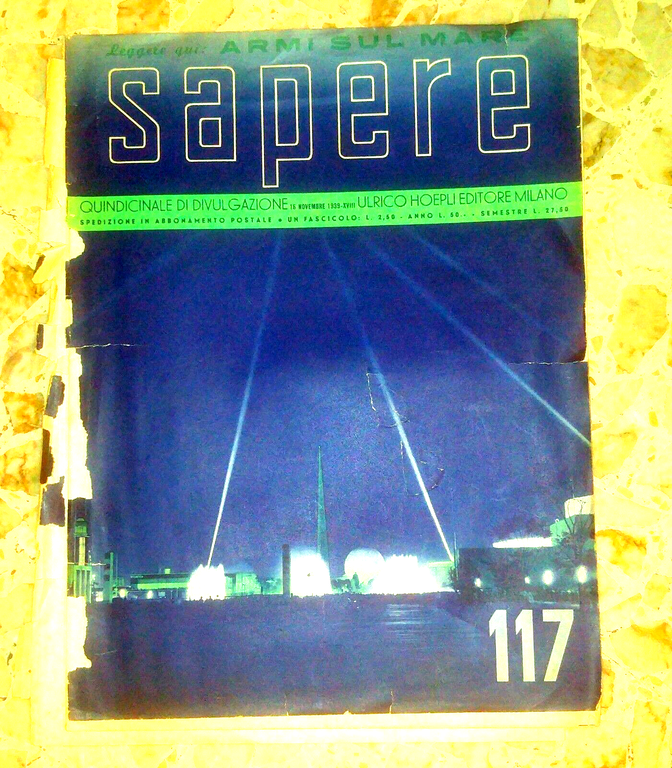 Leggere qui: ARMI SUL MARE
sapere
QUINDICINALE DI DIVULGAZIONE 16 NOVEMBRE 1939-XVIII ULRICO HOEPLI EDITORE MILANO
SPEDIZIONE IN ABBONAMENTO POSTALE • UN FASCICOLO: L. 2,50 - ANNO L. 50.- - SEMESTRE L. 27,50
117